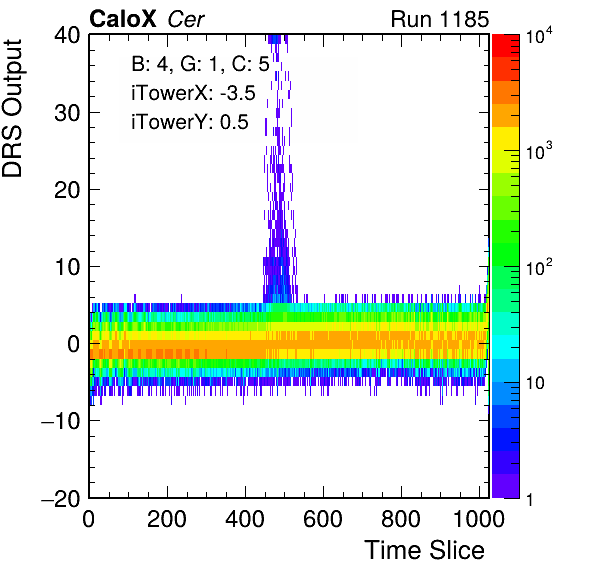 CaloX Cer Run 1185
DRS Output
B: 4, G: 1, C: 5
iTowerX: -3.5
iTowerY: 0.5
40
30
20
10
0
−10
−20
0 200 400 600 800 1000
Time Slice
10^4
10^3
10^2
10
1